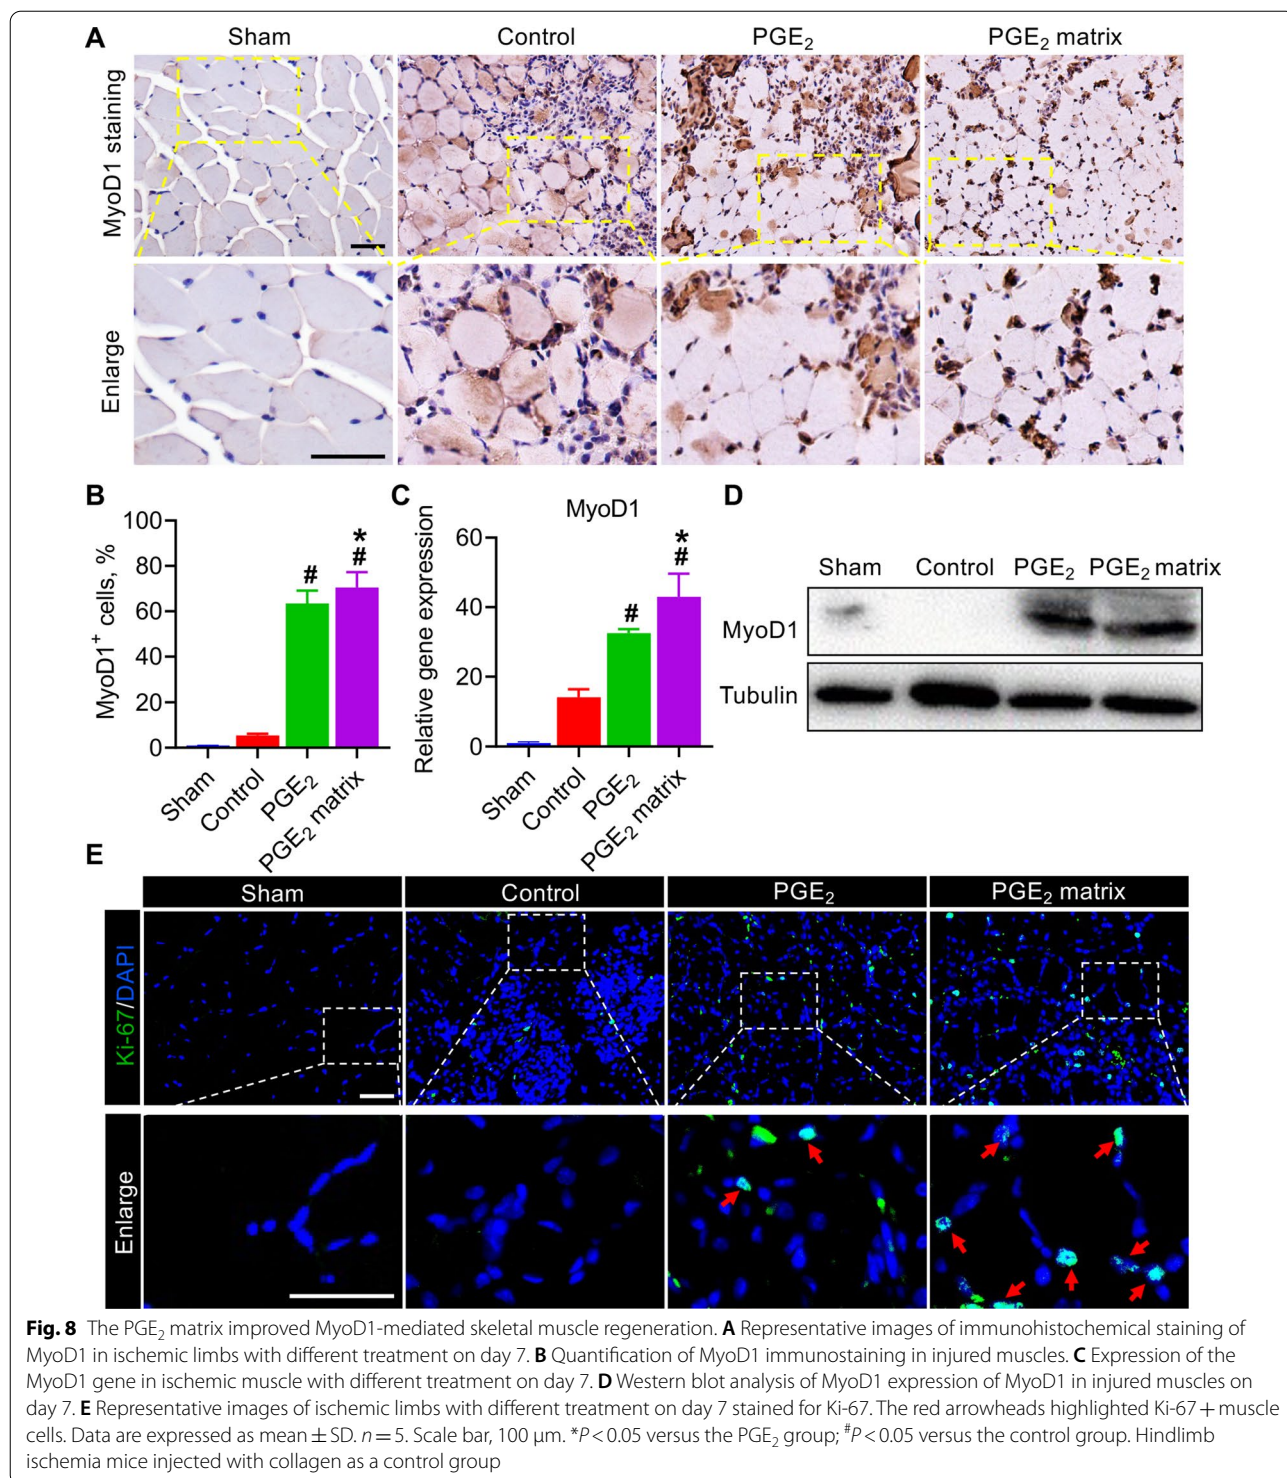 A
Sham Control PGE₂ PGE₂ matrix
MyoD1 staining
Enlarge
B
MyoD1⁺ cells, %
100
80
60
40
20
0
Sham
Control
PGE₂
PGE₂ matrix
#
*
#
C
MyoD1
Relative gene expression
60
40
20
0
Sham
Control
PGE₂
PGE₂ matrix
#
*
#
D
Sham Control PGE₂ PGE₂ matrix
MyoD1
Tubulin
E
Sham Control PGE₂ PGE₂ matrix
Ki-67/DAPI
Enlarge
Fig. 8 The PGE₂ matrix improved MyoD1-mediated skeletal muscle regeneration. A Representative images of immunohistochemical staining of
MyoD1 in ischemic limbs with different treatment on day 7. B Quantification of MyoD1 immunostaining in injured muscles. C Expression of the
MyoD1 gene in ischemic muscle with different treatment on day 7. D Western blot analysis of MyoD1 expression of MyoD1 in injured muscles on
day 7. E Representative images of ischemic limbs with different treatment on day 7 stained for Ki-67. The red arrowheads highlighted Ki-67 + muscle
cells. Data are expressed as mean ± SD. n = 5. Scale bar, 100 μm. *P < 0.05 versus the PGE₂ group; #P < 0.05 versus the control group. Hindlimb
ischemia mice injected with collagen as a control group